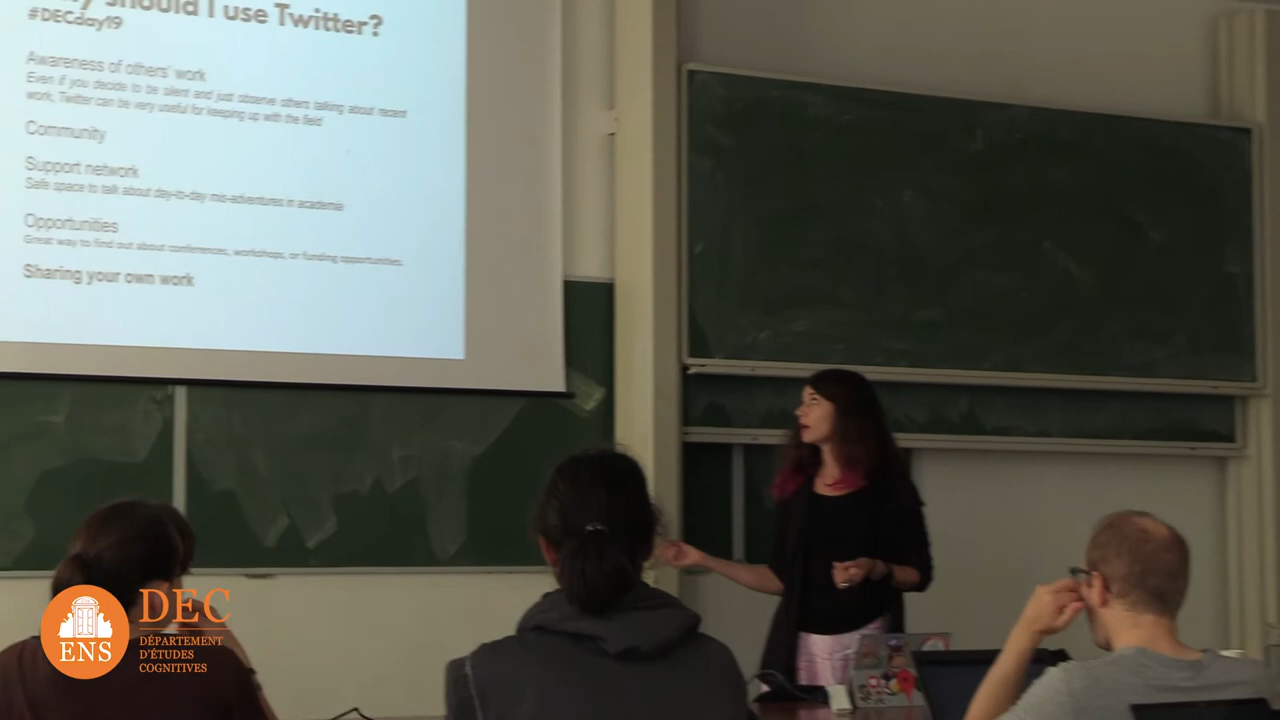 should I use Twitter?
#DECday19
Awareness of others' work
Even if you decide to be silent and just observe others talking about recent
work, Twitter can be very useful for keeping up with the field
Community
Support network
Safe space to talk about day-to-day mis-adventures in academia
Opportunities
Great way to find out about conferences, workshops, or funding opportunities.
Sharing your own work
ENS
DEC
DÉPARTEMENT
D'ÉTUDES
COGNITIVES